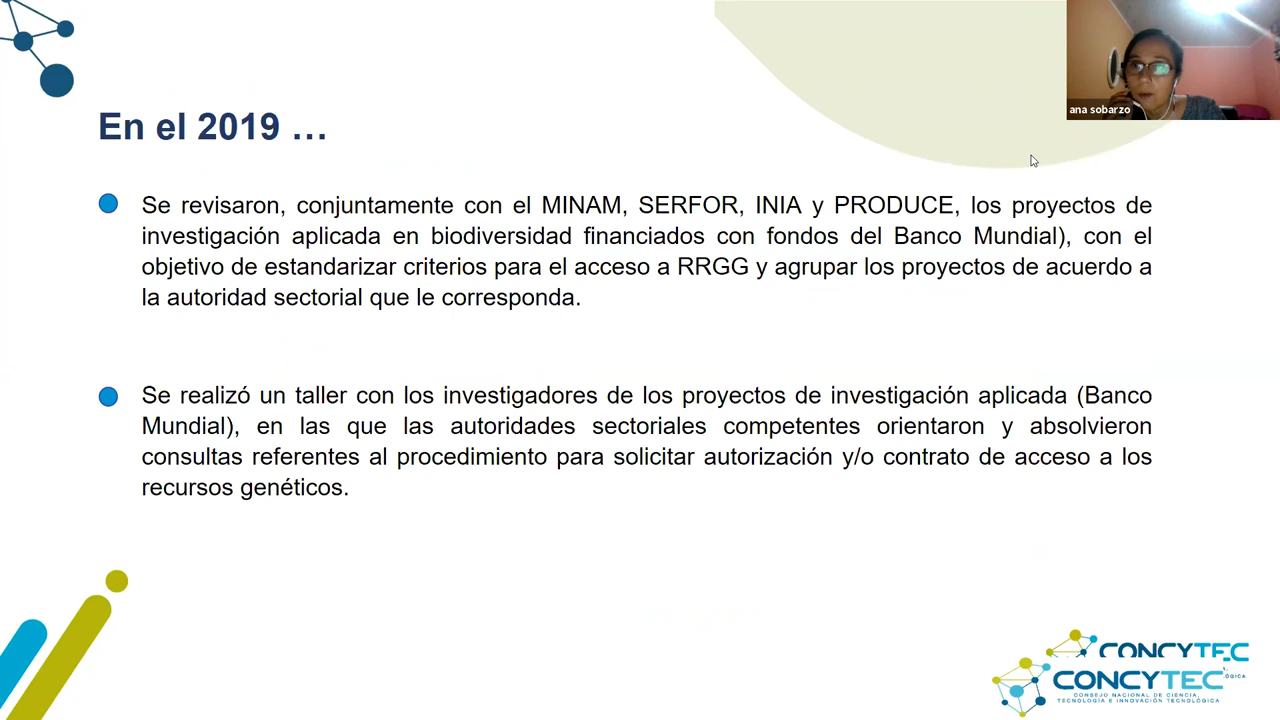 ana sobarzo
En el 2019 …
Se revisaron, conjuntamente con el MINAM, SERFOR, INIA y PRODUCE, los proyectos de
investigación aplicada en biodiversidad financiados con fondos del Banco Mundial), con el
objetivo de estandarizar criterios para el acceso a RRGG y agrupar los proyectos de acuerdo a
la autoridad sectorial que le corresponda.
Se realizó un taller con los investigadores de los proyectos de investigación aplicada (Banco
Mundial), en las que las autoridades sectoriales competentes orientaron y absolvieron
consultas referentes al procedimiento para solicitar autorización y/o contrato de acceso a los
recursos genéticos.
CONCYTEC
CONCYTEC
CONSEJO NACIONAL DE CIENCIA,
TECNOLOGÍA E INNOVACIÓN TECNOLÓGICA